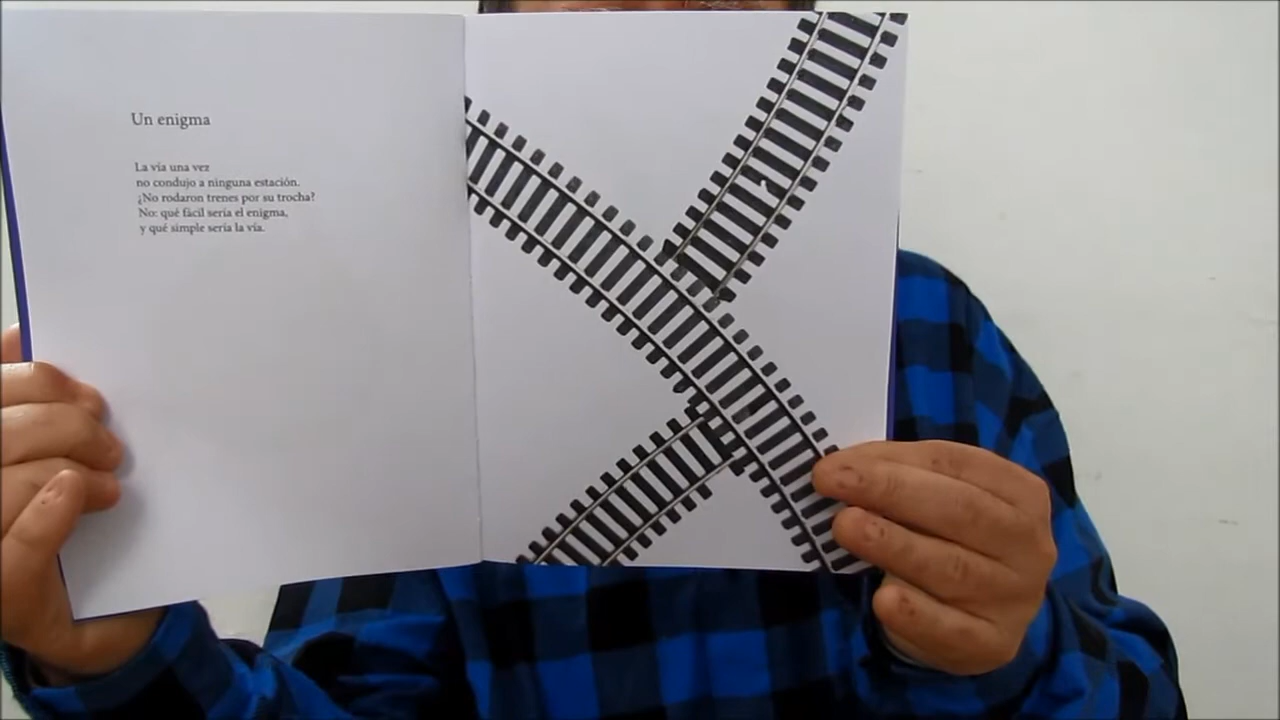 Un enigma
La vía una vez
no condujo a ninguna estación.
¿No rodaron trenes por su trocha?
No: qué fácil sería el enigma,
y qué simple sería la vía.